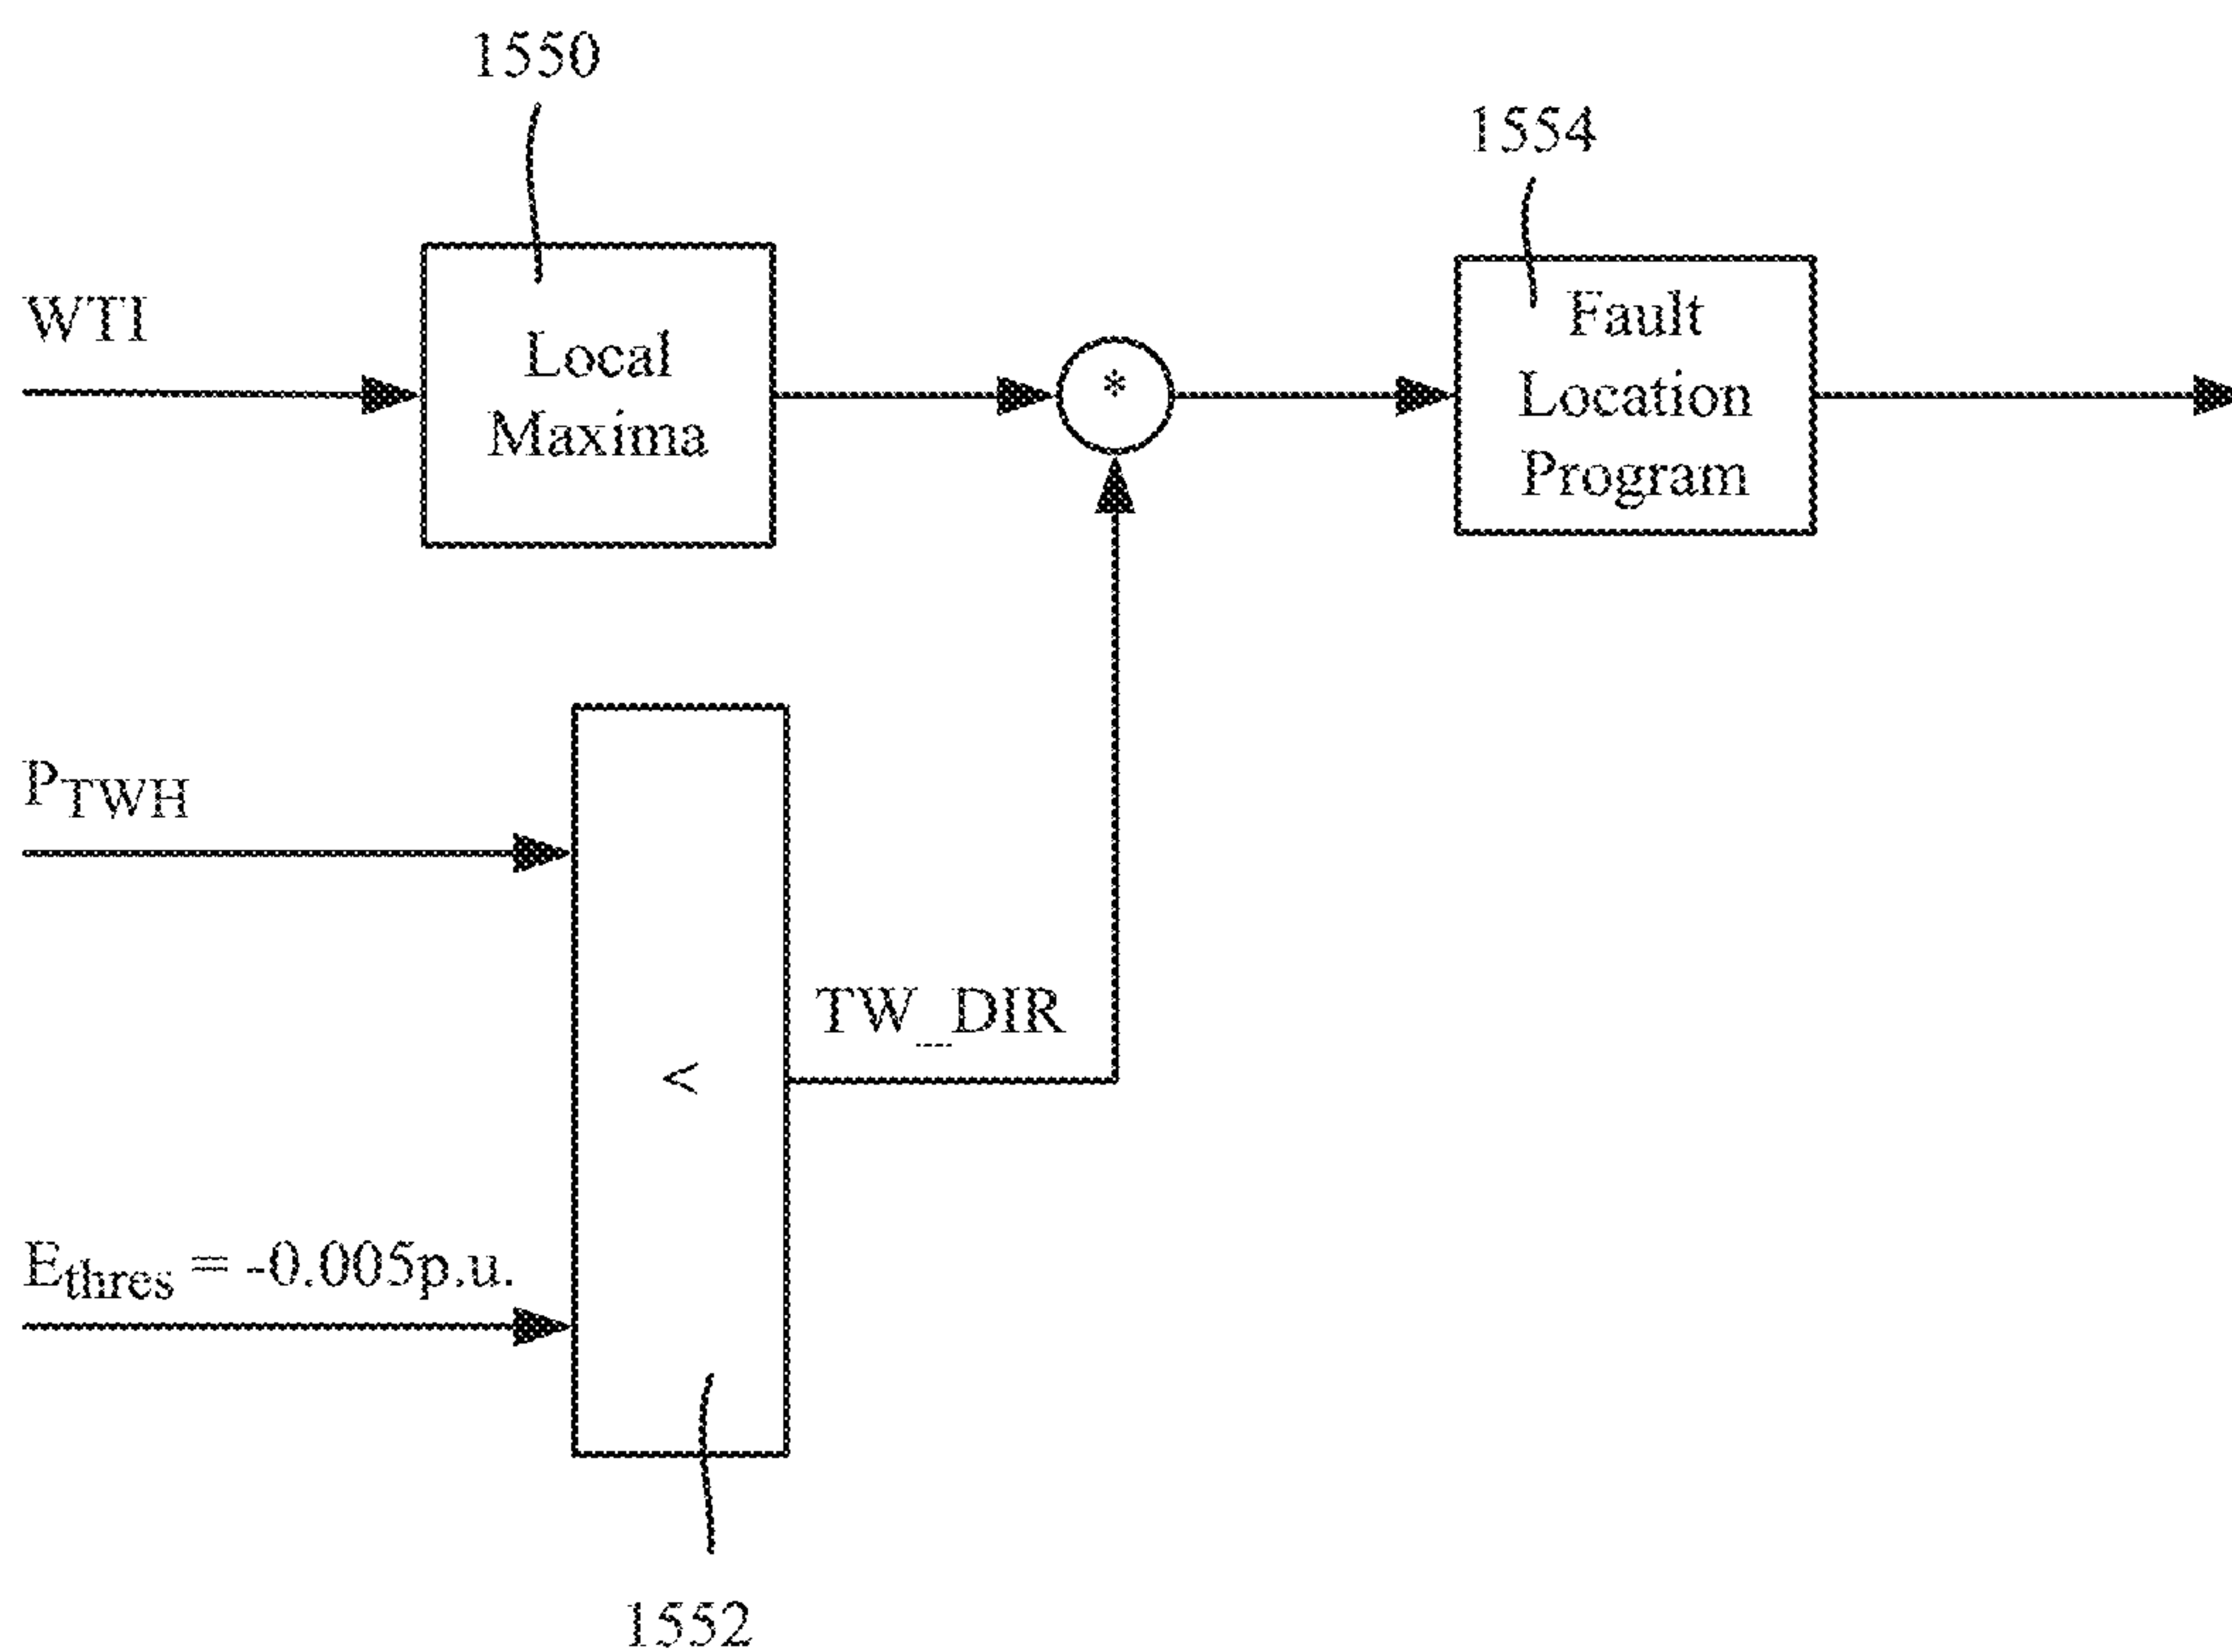 1550
1554
WTI
Local
Maxima
*
Fault
Location
Program
PTWH
TW_DIR
<
Ethres = -0.005p.u.
1552